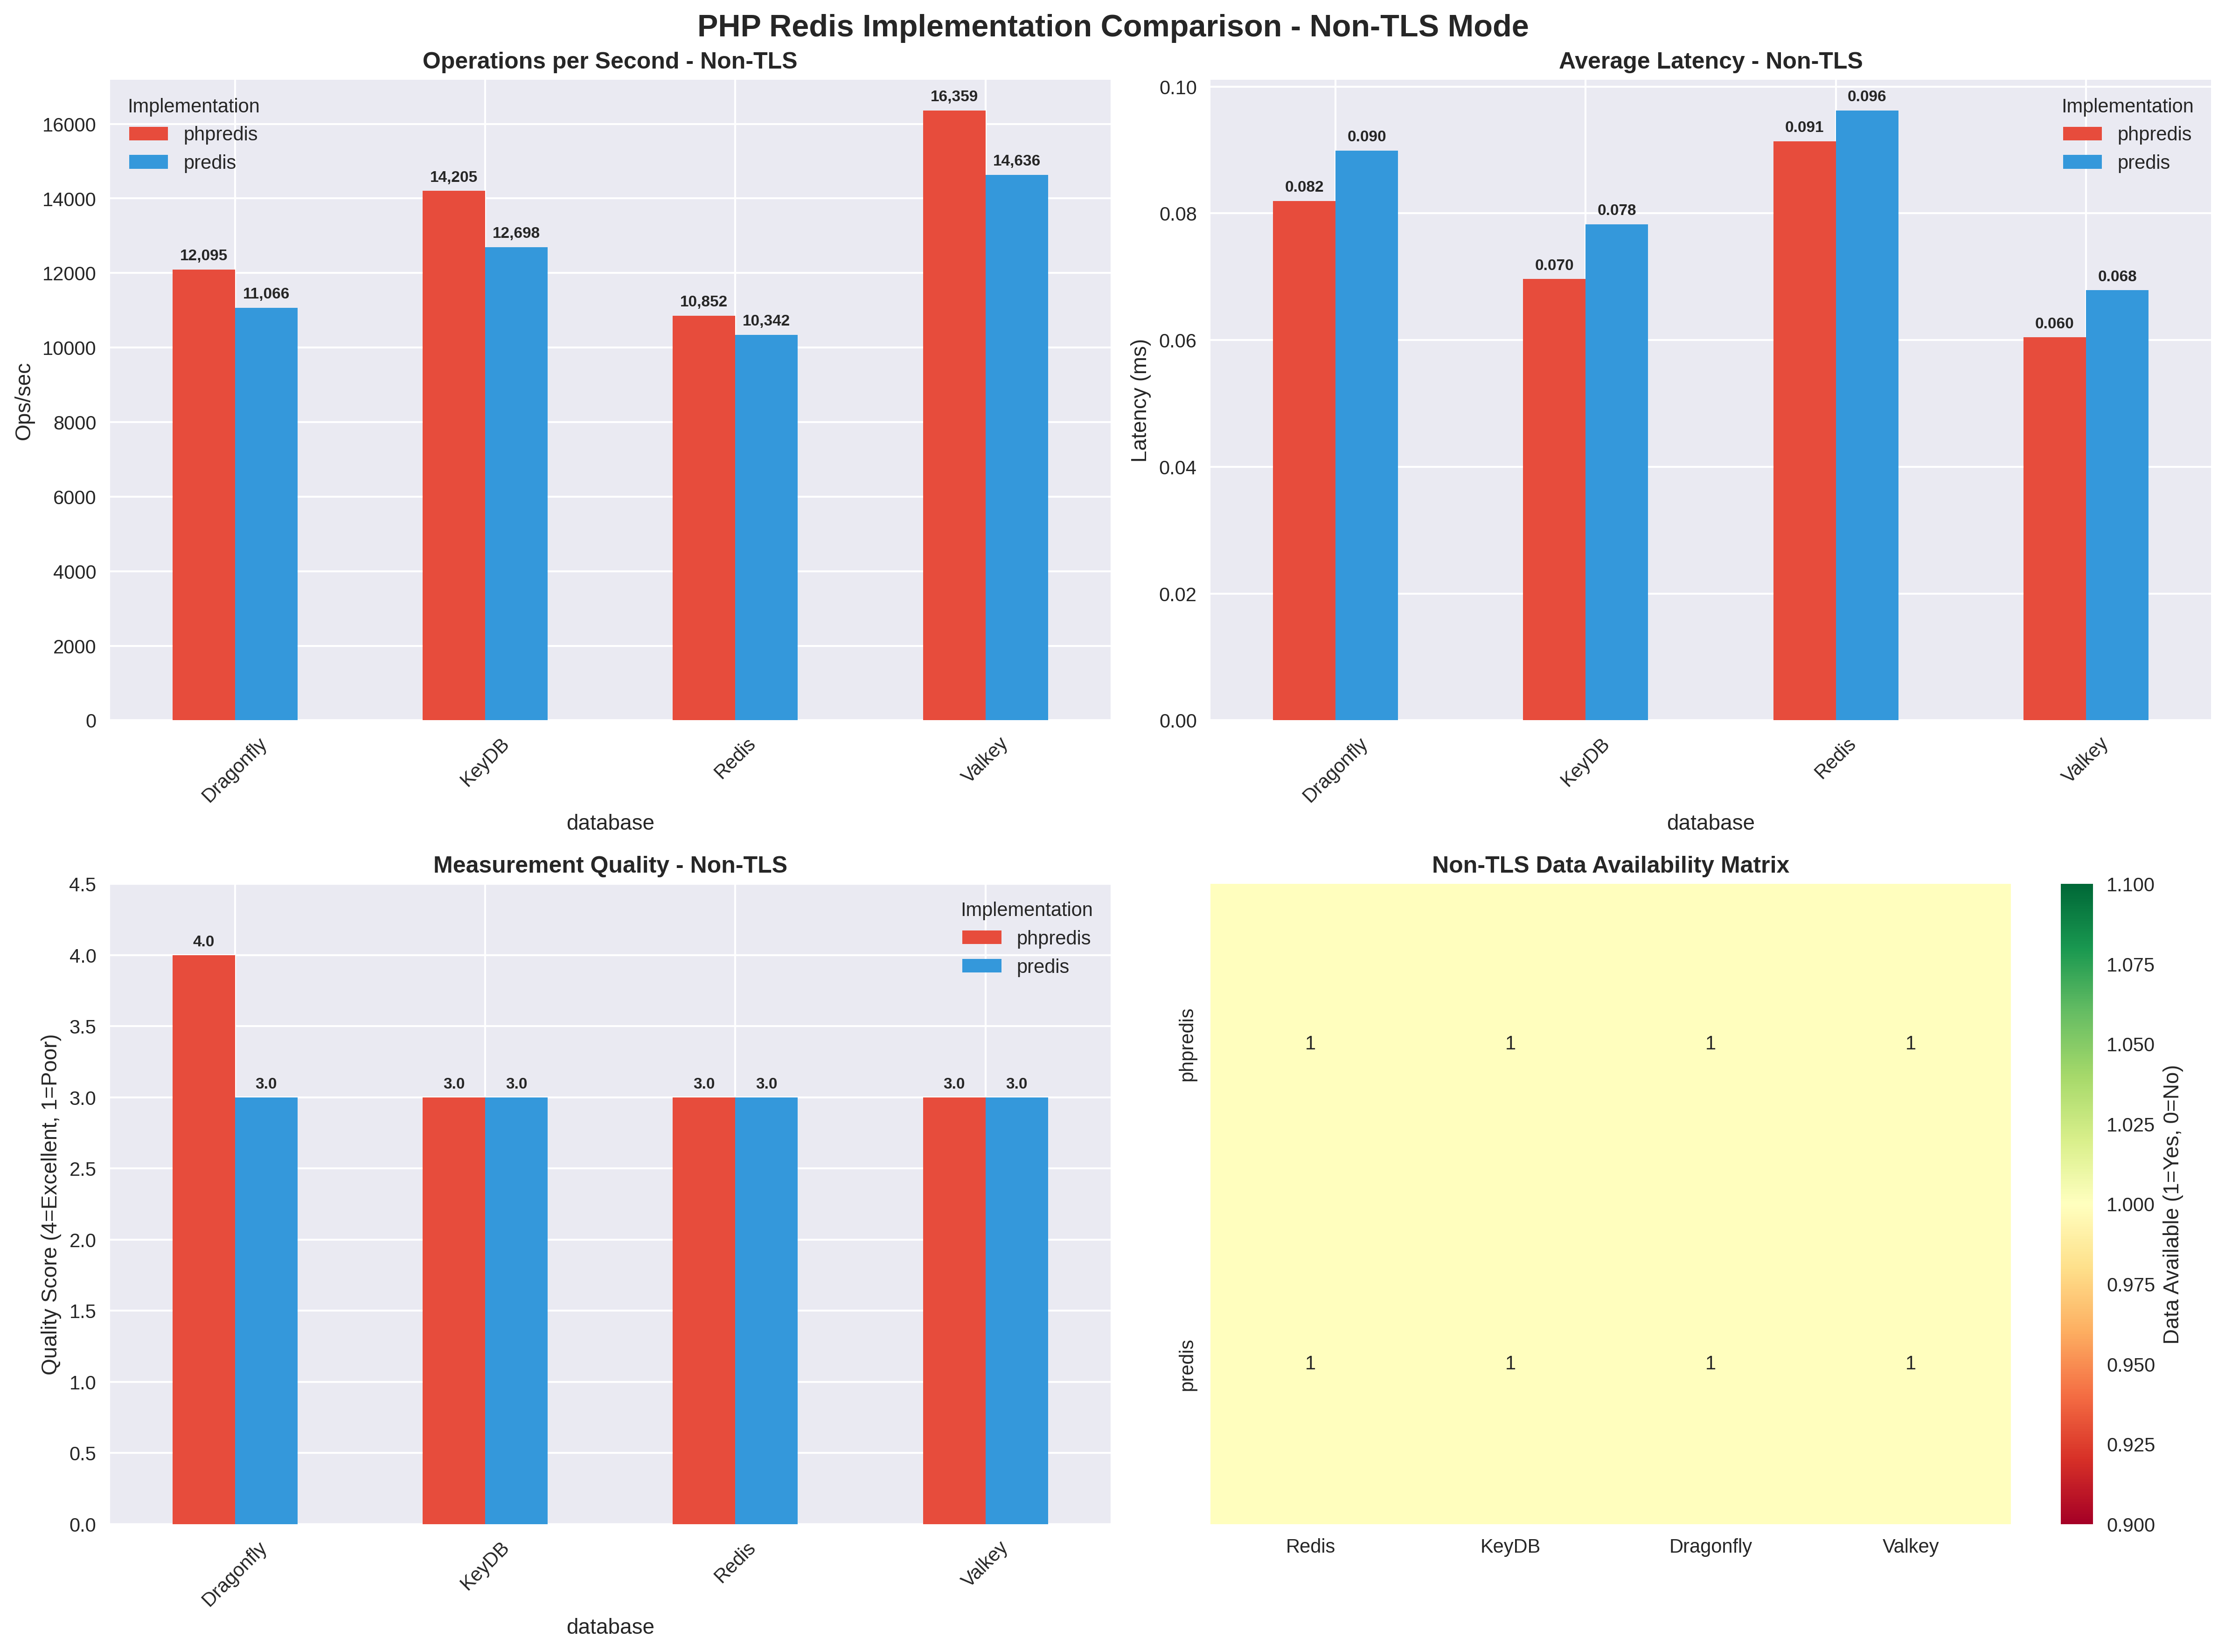 PHP Redis Implementation Comparison - Non-TLS Mode
Operations per Second - Non-TLS
Implementation
phpredis
predis
16,359
14,636
14,205
12,698
12,095
11,066
10,852
10,342
16000
14000
12000
10000
8000
6000
4000
2000
0
Ops/sec
Dragonfly
KeyDB
Redis
Valkey
database
Average Latency - Non-TLS
Implementation
phpredis
predis
0.096
0.091
0.090
0.082
0.078
0.070
0.068
0.060
0.10
0.08
0.06
0.04
0.02
0.00
Latency (ms)
Dragonfly
KeyDB
Redis
Valkey
database
Measurement Quality - Non-TLS
Implementation
phpredis
predis
4.0
3.0
3.0
3.0
3.0
3.0
3.0
3.0
4.5
4.0
3.5
3.0
2.5
2.0
1.5
1.0
0.5
0.0
Quality Score (4=Excellent, 1=Poor)
Dragonfly
KeyDB
Redis
Valkey
database
Non-TLS Data Availability Matrix
phpredis
1 1 1 1
predis
1 1 1 1
Redis
KeyDB
Dragonfly
Valkey
1.100
1.075
1.050
1.025
1.000
0.975
0.950
0.925
0.900
Data Available (1=Yes, 0=No)